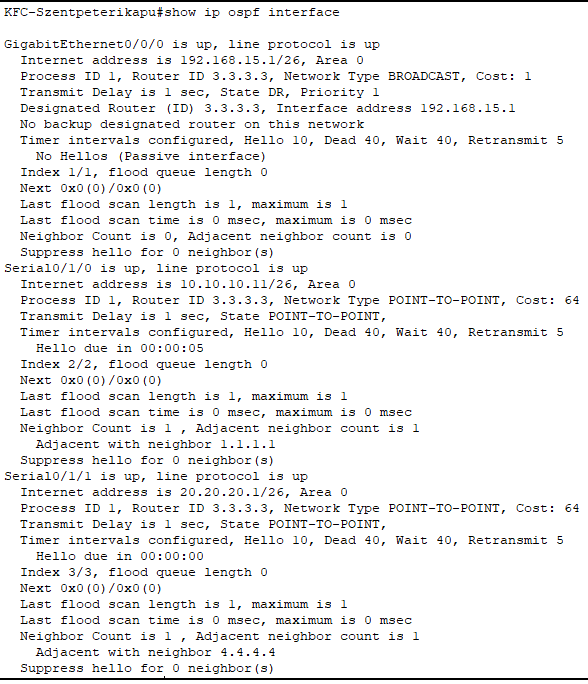 KFC-Szentpeterikapu#show ip ospf interface

GigabitEthernet0/0/0 is up, line protocol is up
  Internet address is 192.168.15.1/26, Area 0
  Process ID 1, Router ID 3.3.3.3, Network Type BROADCAST, Cost: 1
  Transmit Delay is 1 sec, State DR, Priority 1
  Designated Router (ID) 3.3.3.3, Interface address 192.168.15.1
  No backup designated router on this network
  Timer intervals configured, Hello 10, Dead 40, Wait 40, Retransmit 5
    No Hellos (Passive interface)
  Index 1/1, flood queue length 0
  Next 0x0(0)/0x0(0)
  Last flood scan length is 1, maximum is 1
  Last flood scan time is 0 msec, maximum is 0 msec
  Neighbor Count is 0, Adjacent neighbor count is 0
  Suppress hello for 0 neighbor(s)
Serial0/1/0 is up, line protocol is up
  Internet address is 10.10.10.11/26, Area 0
  Process ID 1, Router ID 3.3.3.3, Network Type POINT-TO-POINT, Cost: 64
  Transmit Delay is 1 sec, State POINT-TO-POINT,
  Timer intervals configured, Hello 10, Dead 40, Wait 40, Retransmit 5
    Hello due in 00:00:05
  Index 2/2, flood queue length 0
  Next 0x0(0)/0x0(0)
  Last flood scan length is 1, maximum is 1
  Last flood scan time is 0 msec, maximum is 0 msec
  Neighbor Count is 1 , Adjacent neighbor count is 1
    Adjacent with neighbor 1.1.1.1
  Suppress hello for 0 neighbor(s)
Serial0/1/1 is up, line protocol is up
  Internet address is 20.20.20.1/26, Area 0
  Process ID 1, Router ID 3.3.3.3, Network Type POINT-TO-POINT, Cost: 64
  Transmit Delay is 1 sec, State POINT-TO-POINT,
  Timer intervals configured, Hello 10, Dead 40, Wait 40, Retransmit 5
    Hello due in 00:00:00
  Index 3/3, flood queue length 0
  Next 0x0(0)/0x0(0)
  Last flood scan length is 1, maximum is 1
  Last flood scan time is 0 msec, maximum is 0 msec
  Neighbor Count is 1 , Adjacent neighbor count is 1
    Adjacent with neighbor 4.4.4.4
  Suppress hello for 0 neighbor(s)